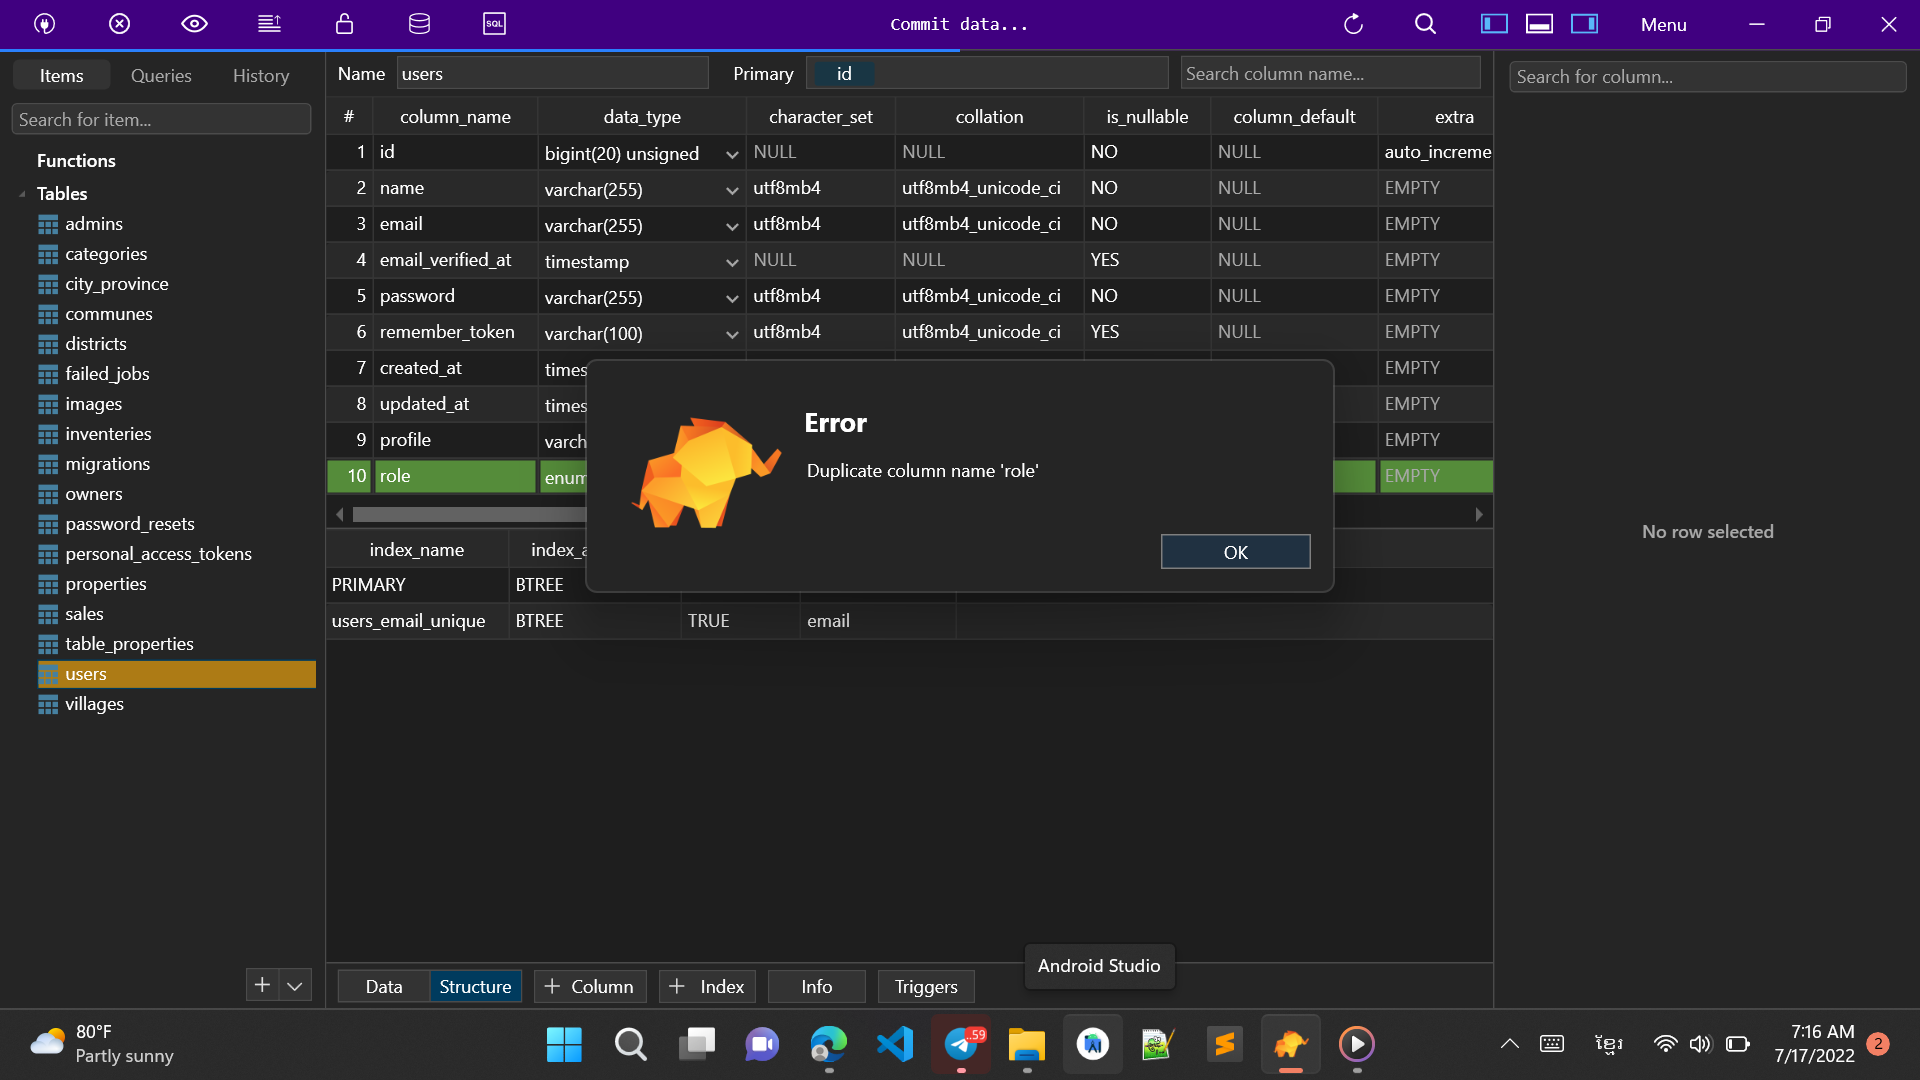 SQL
Commit data...
Menu
Items Queries History
Search for item...
Functions
Tables
admins
categories
city_province
communes
districts
failed_jobs
images
inventeries
migrations
owners
password_resets
personal_access_tokens
properties
sales
table_properties
users
villages
Name users Primary id Search column name...
# column_name data_type character_set collation is_nullable column_default extra
1 id bigint(20) unsigned NULL NULL NO NULL auto_increme
2 name varchar(255) utf8mb4 utf8mb4_unicode_ci NO NULL EMPTY
3 email varchar(255) utf8mb4 utf8mb4_unicode_ci NO NULL EMPTY
4 email_verified_at timestamp NULL NULL YES NULL EMPTY
5 password varchar(255) utf8mb4 utf8mb4_unicode_ci NO NULL EMPTY
6 remember_token varchar(100) utf8mb4 utf8mb4_unicode_ci YES NULL EMPTY
7 created_at times EMPTY
8 updated_at times EMPTY
9 profile varch EMPTY
10 role enum EMPTY
Error
Duplicate column name 'role'
OK
index_name index_a
PRIMARY BTREE
users_email_unique BTREE TRUE email
Data Structure + Column + Index Info Triggers
Android Studio
Search for column...
No row selected
80°F
Partly sunny
..59
ខ្មែរ
7:16 AM
7/17/2022
2